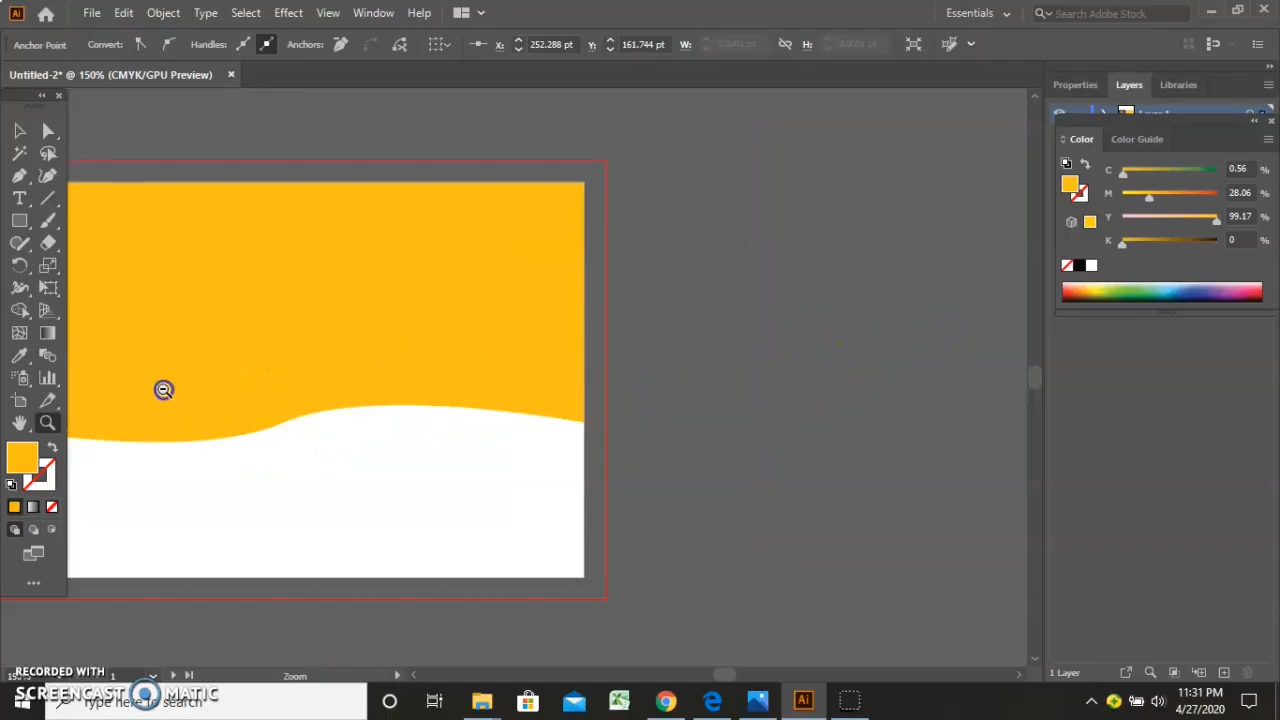 Ai File Edit Object Type Select Effect View Window Help Essentials Search Adobe Stock
Anchor Point Convert: Handles: Anchors: X: 252.288 pt Y: 161.744 pt W: H:
Untitled-2* @ 150% (CMYK/GPU Preview) ×
Properties Layers Libraries
Color Color Guide
C 0.56 %
M 28.06 %
Y 99.17 %
K 0 %
1 Zoom 1 Layer
RECORDED WITH
SCREENCAST MATIC
Type here to search
Ai
11:31 PM
4/27/2020